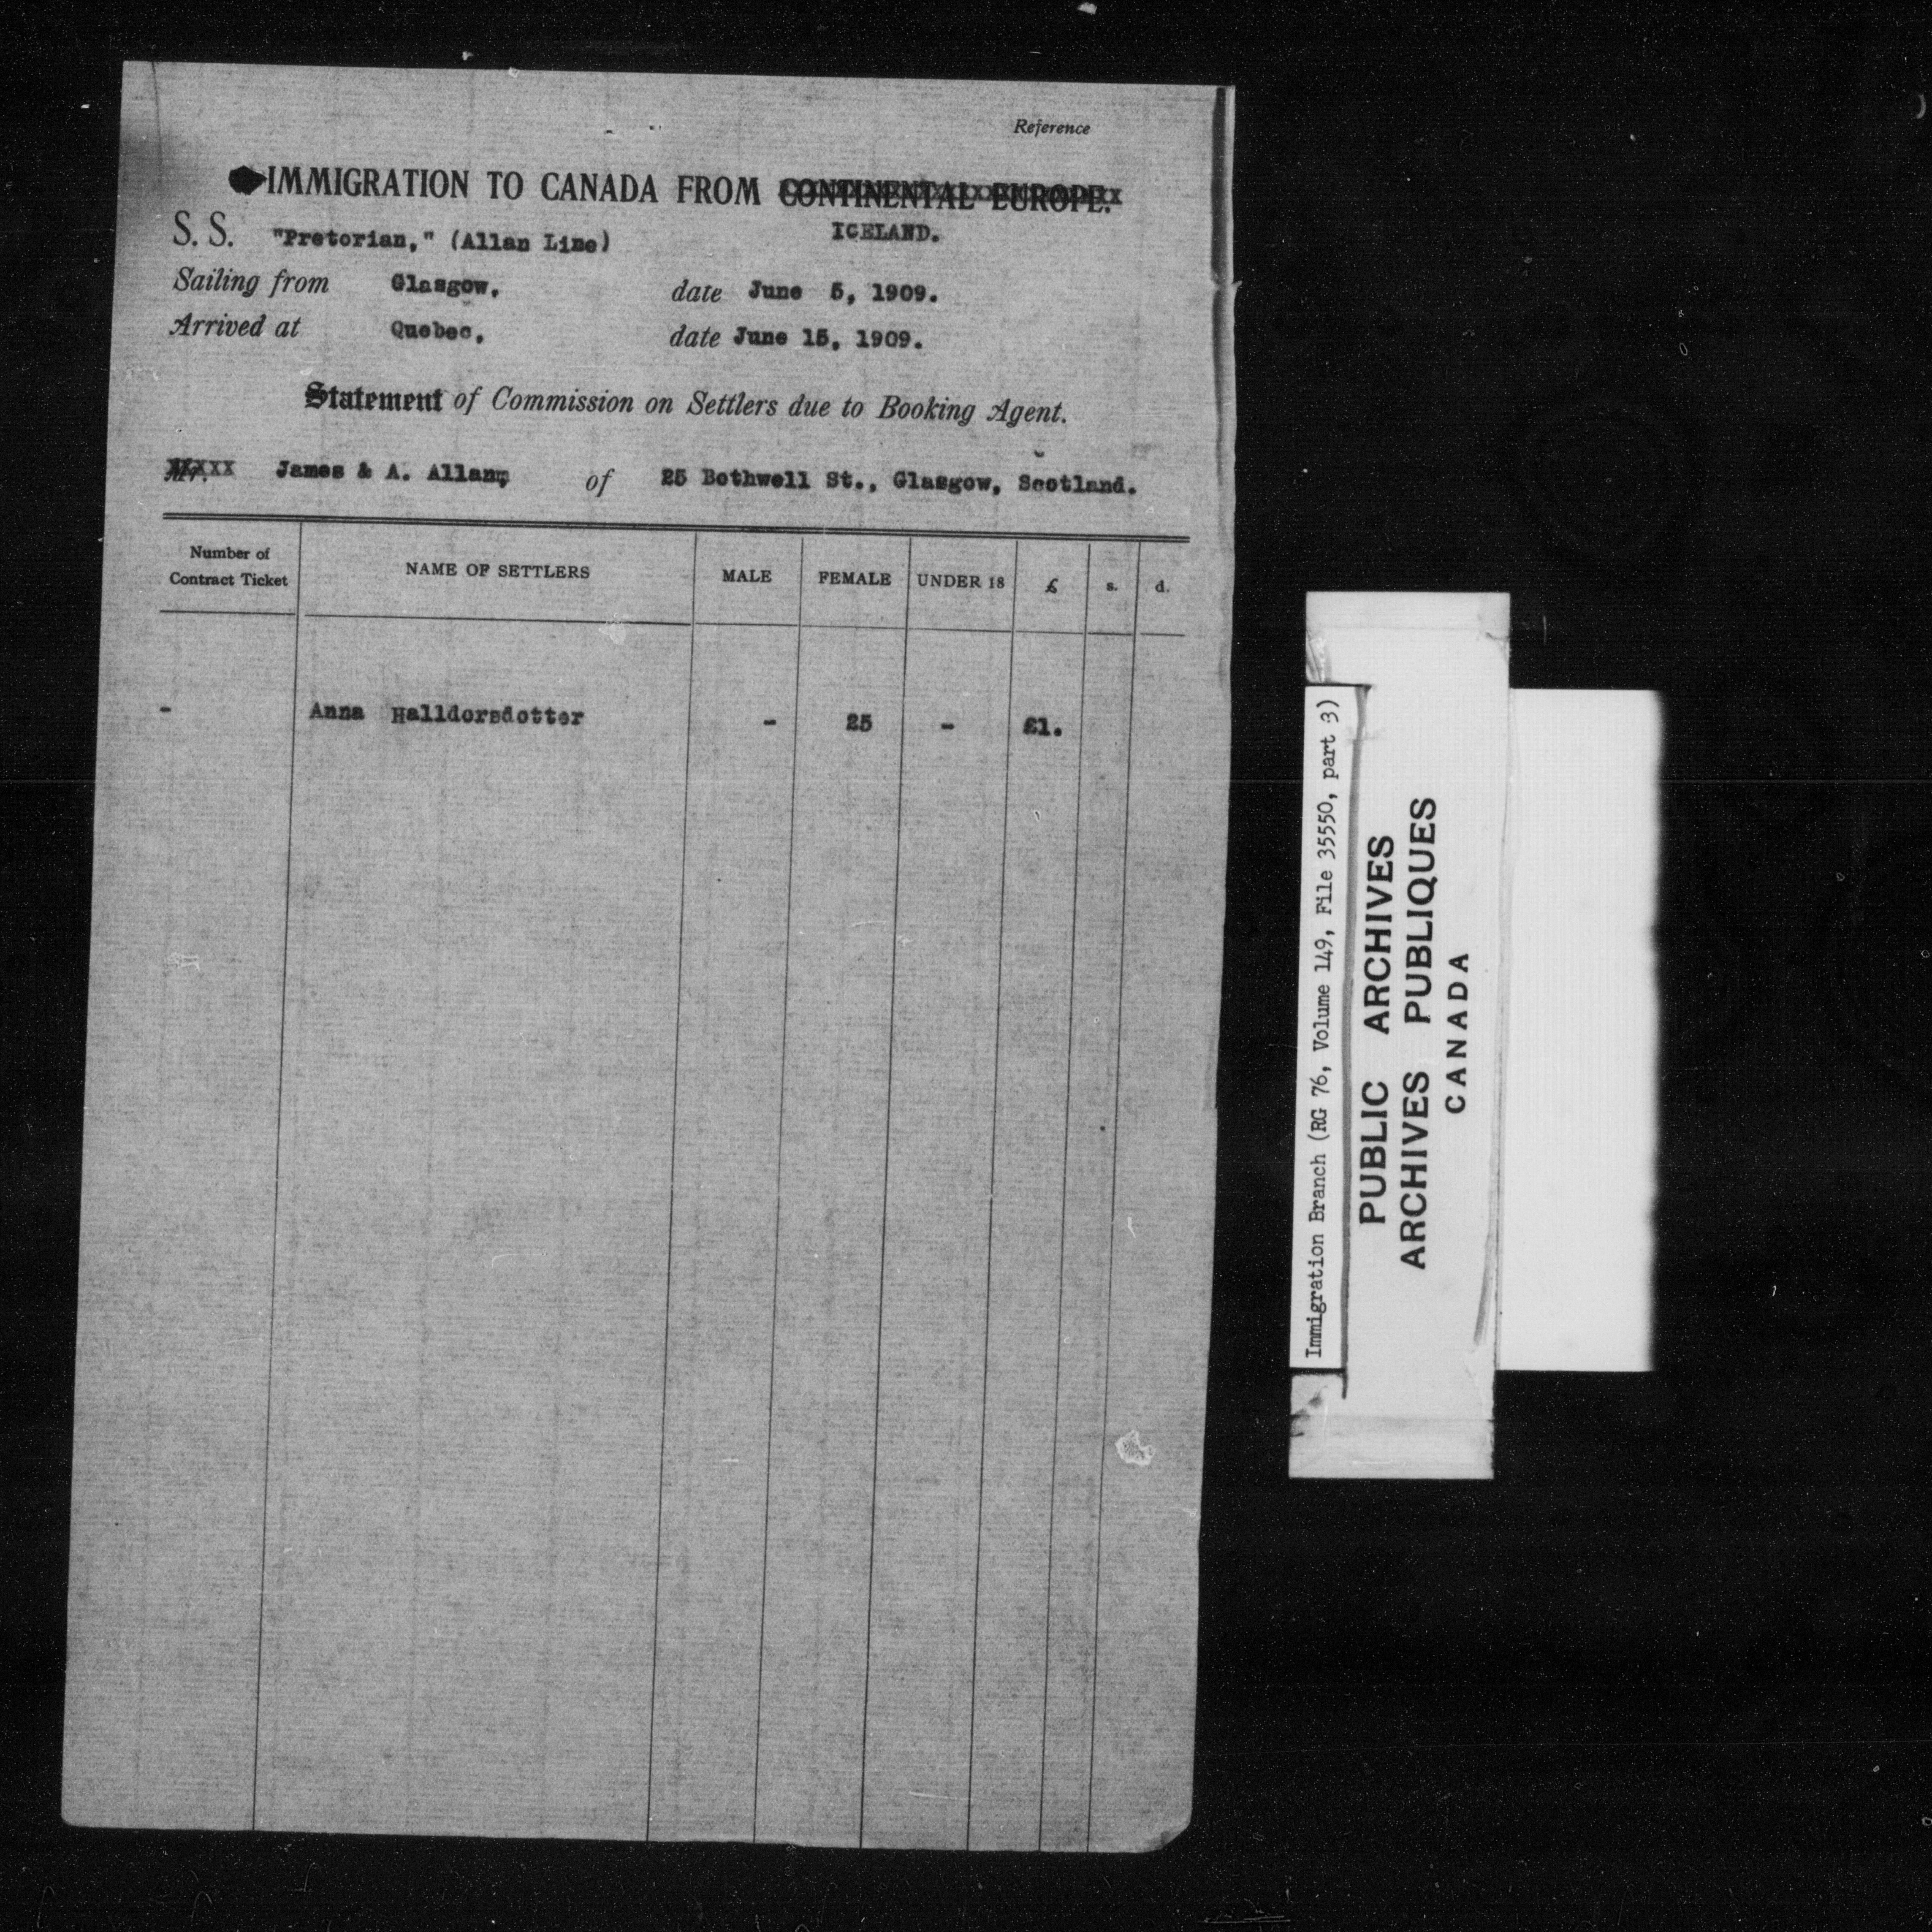 Reference
IMMIGRATION TO CANADA FROM CONTINENTAL EUROPE.
S. S. "Pretorian," (Allan Line) ICELAND.
Sailing from Glasgow, date June 5, 1909.
Arrived at Quebec, date June 15, 1909.
Statement of Commission on Settlers due to Booking Agent.
Mr. James & A. Allan, of 25 Bothwell St., Glasgow, Scotland.
Number of Contract Ticket NAME OF SETTLERS MALE FEMALE UNDER 18 £ s. d.
- Anna Halldorsdotter - 25 - £1.
Immigration Branch (RG 76, Volume 149, File 35550, part 3)
PUBLIC ARCHIVES
ARCHIVES PUBLIQUES
CANADA